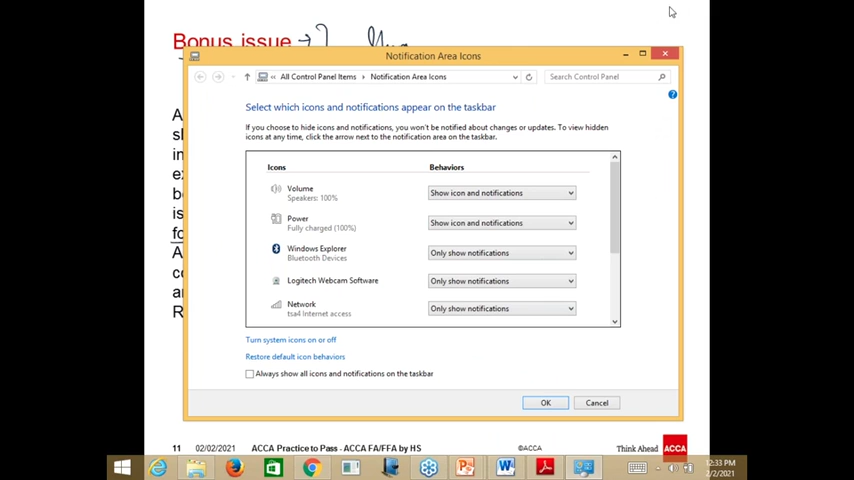 Bonus issue
Notification Area Icons
« All Control Panel Items › Notification Area Icons
Search Control Panel
Select which icons and notifications appear on the taskbar
If you choose to hide icons and notifications, you won't be notified about changes or updates. To view hidden
icons at any time, click the arrow next to the notification area on the taskbar.
Icons Behaviors
Volume
Speakers: 100%
Show icon and notifications
Power
Fully charged (100%)
Show icon and notifications
Windows Explorer
Bluetooth Devices
Only show notifications
Logitech Webcam Software
Only show notifications
Network
tsa4 Internet access
Only show notifications
Turn system icons on or off
Restore default icon behaviors
Always show all icons and notifications on the taskbar
OK Cancel
11 02/02/2021 ACCA Practice to Pass - ACCA FA/FFA by HS ©ACCA Think Ahead ACCA
12:33 PM
2/2/2021